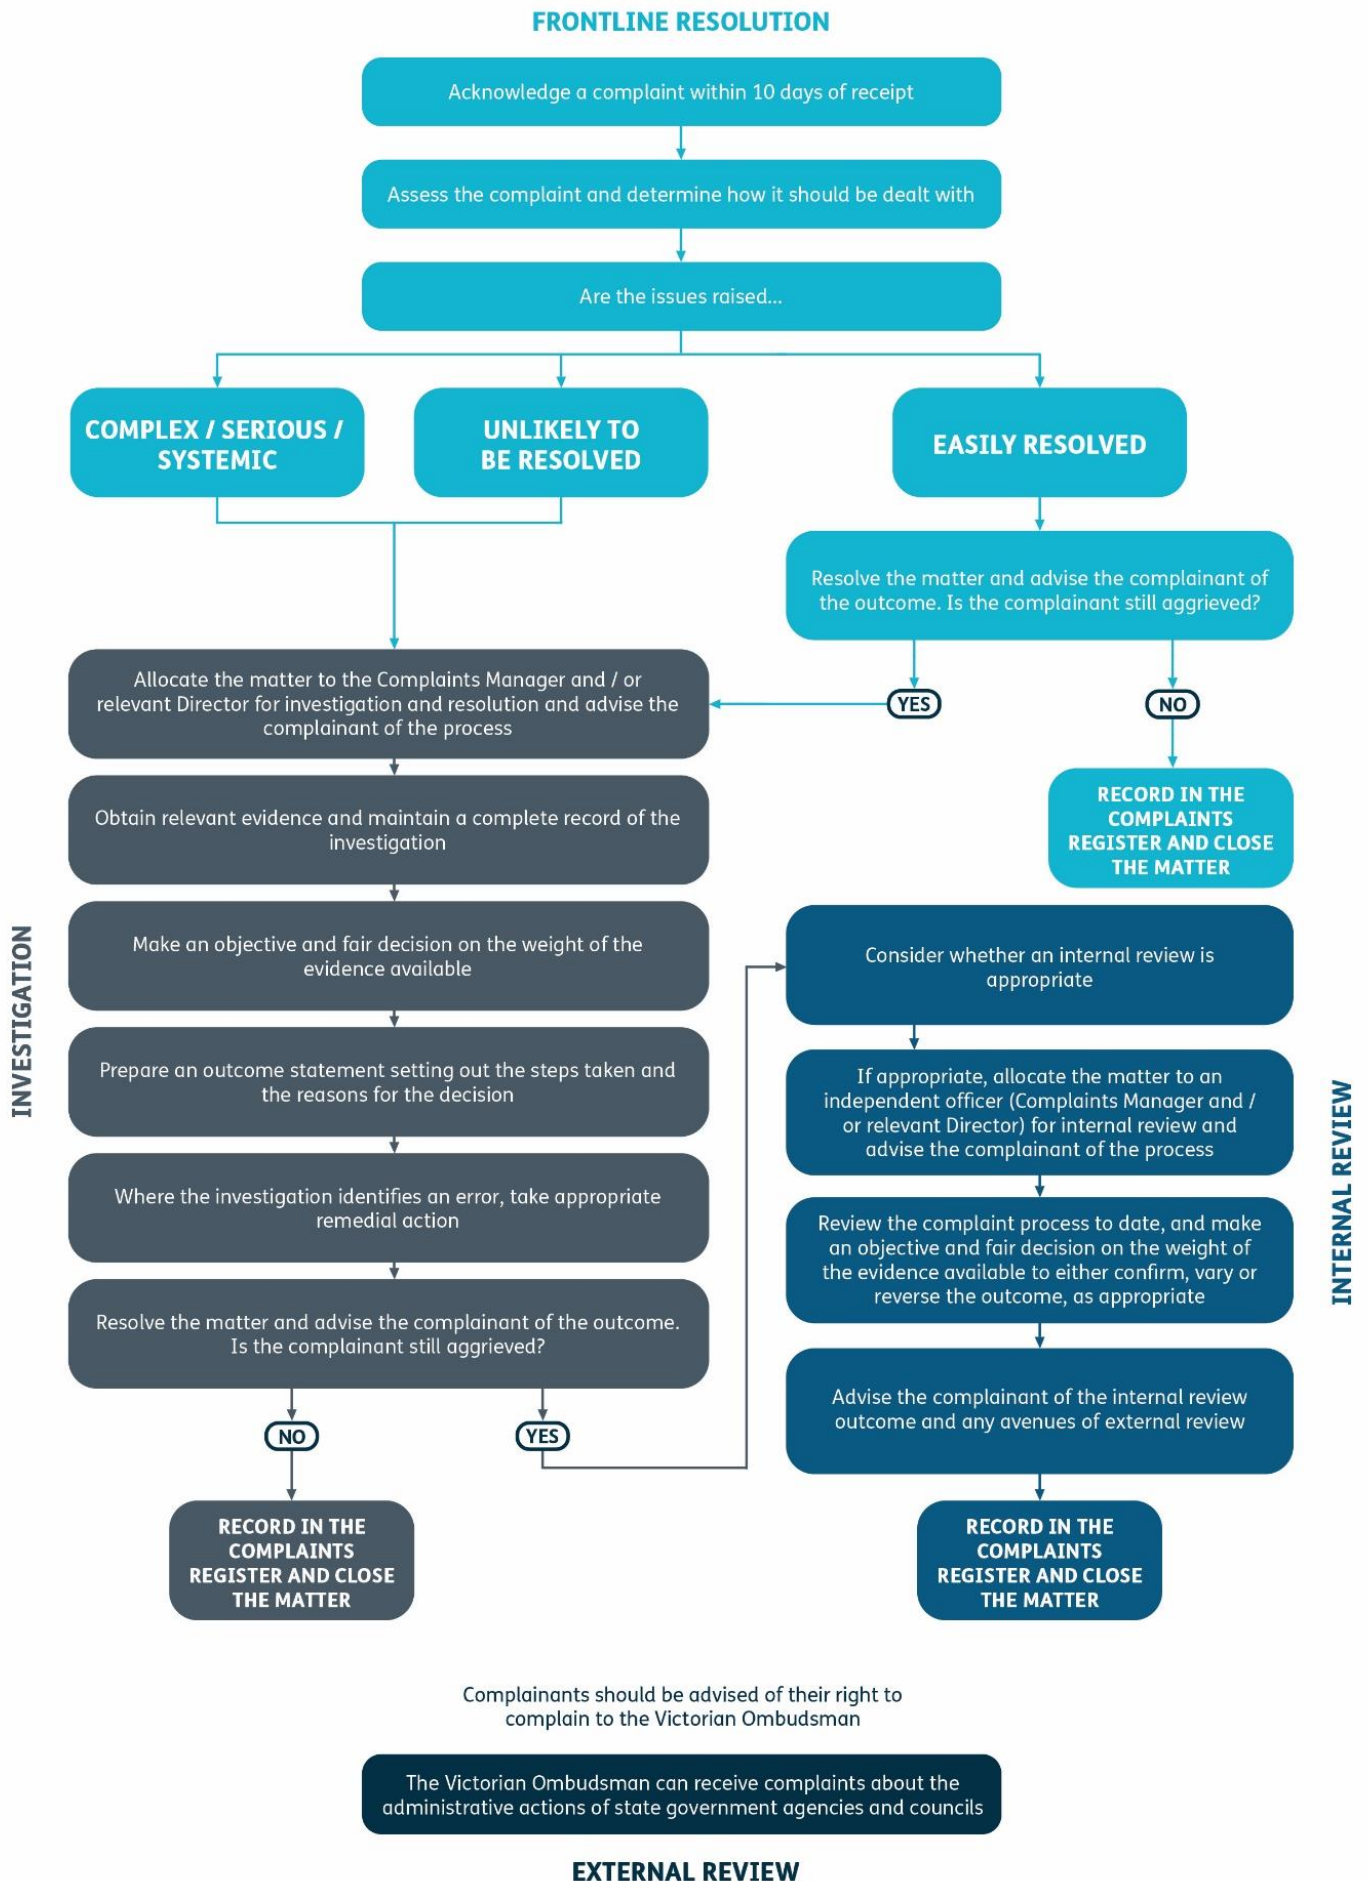 FRONTLINE RESOLUTION
Acknowledge a complaint within 10 days of receipt
Assess the complaint and determine how it should be dealt with
Are the issues raised...
COMPLEX / SERIOUS /
SYSTEMIC
UNLIKELY TO
BE RESOLVED
EASILY RESOLVED
Resolve the matter and advise the complainant of
the outcome. Is the complainant still aggrieved?
YES
NO
RECORD IN THE
COMPLAINTS
REGISTER AND CLOSE
THE MATTER
INVESTIGATION
Allocate the matter to the Complaints Manager and / or
relevant Director for investigation and resolution and advise the
complainant of the process
Obtain relevant evidence and maintain a complete record of the
investigation
Make an objective and fair decision on the weight of the
evidence available
Prepare an outcome statement setting out the steps taken and
the reasons for the decision
Where the investigation identifies an error, take appropriate
remedial action
Resolve the matter and advise the complainant of the outcome.
Is the complainant still aggrieved?
NO
YES
RECORD IN THE
COMPLAINTS
REGISTER AND CLOSE
THE MATTER
INTERNAL REVIEW
Consider whether an internal review is
appropriate
If appropriate, allocate the matter to an
independent officer (Complaints Manager and /
or relevant Director) for internal review and
advise the complainant of the process
Review the complaint process to date, and make
an objective and fair decision on the weight of
the evidence available to either confirm, vary or
reverse the outcome, as appropriate
Advise the complainant of the internal review
outcome and any avenues of external review
RECORD IN THE
COMPLAINTS
REGISTER AND CLOSE
THE MATTER
Complainants should be advised of their right to
complain to the Victorian Ombudsman
The Victorian Ombudsman can receive complaints about the
administrative actions of state government agencies and councils
EXTERNAL REVIEW